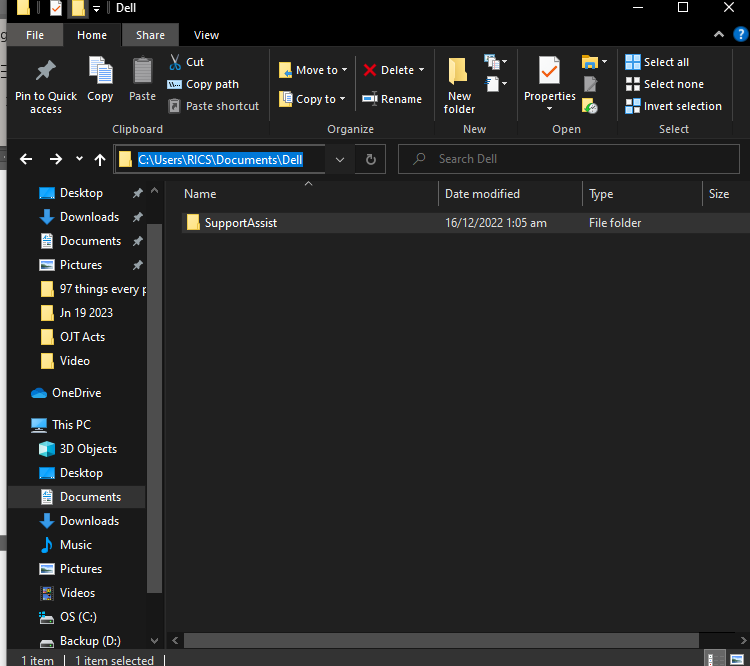 Dell
File Home Share View
Pin to Quick access
Copy
Paste
Cut
Copy path
Paste shortcut
Clipboard
Move to
Copy to
Delete
Rename
Organize
New folder
New
Properties
Open
Select all
Select none
Invert selection
Select
C:\Users\RICS\Documents\Dell
Search Dell
Name Date modified Type Size
SupportAssist 16/12/2022 1:05 am File folder
Desktop
Downloads
Documents
Pictures
97 things every p
Jn 19 2023
OJT Acts
Video
OneDrive
This PC
3D Objects
Desktop
Documents
Downloads
Music
Pictures
Videos
OS (C:)
Backup (D:)
1 item 1 item selected